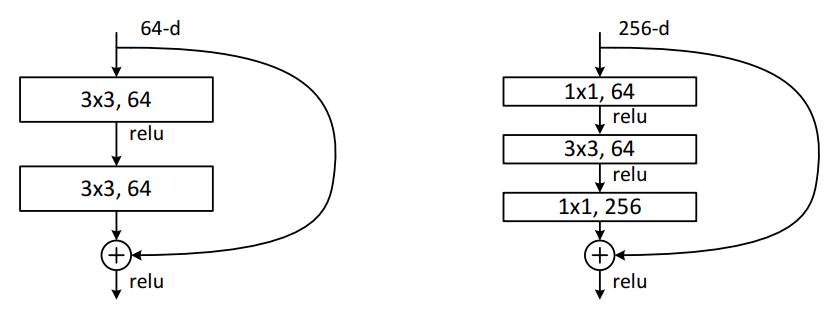 64-d
3x3, 64
relu
3x3, 64
+
relu
256-d
1x1, 64
relu
3x3, 64
relu
1x1, 256
+
relu